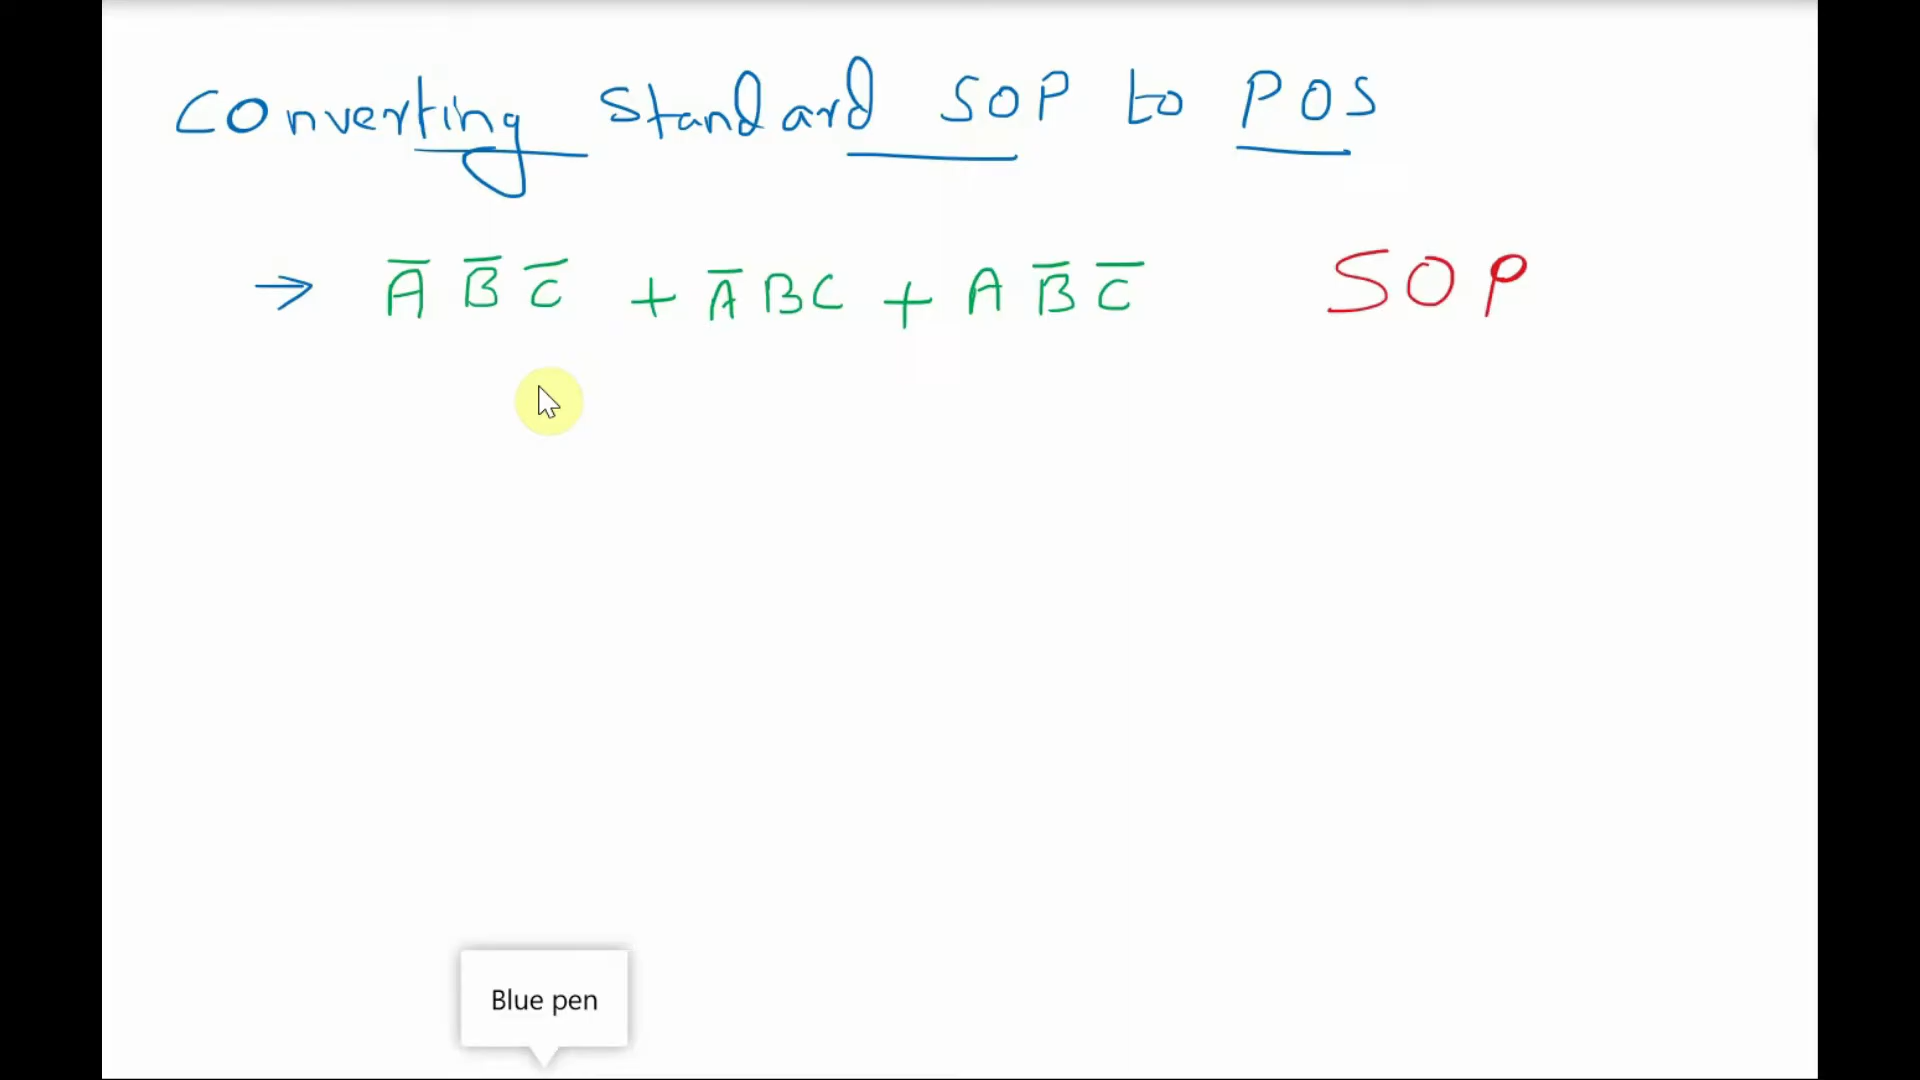 Converting Standard SOP to POS
→ A̅ B̅ C̅ + A̅ B C + A B̅ C̅ SOP
Blue pen